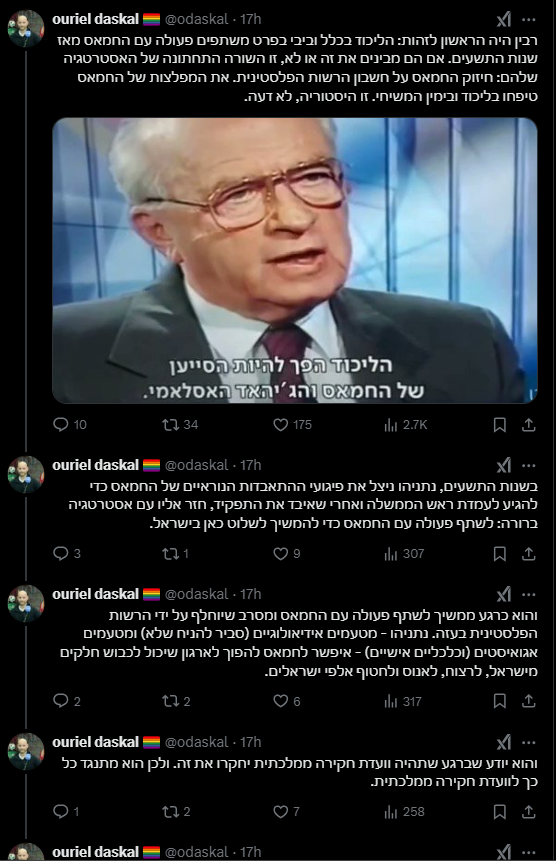 ouriel daskal 🏳️‍🌈 @odaskal · 17h
רבין היה הראשון לזהות: הליכוד בכלל וביבי בפרט משתפים פעולה עם החמאס מאז
שנות התשעים. אם הם מבינים את זה או לא, זו השורה התחתונה של האסטרטגיה
שלהם: חיזוק החמאס על חשבון הרשות הפלסטינית. את המפלצות של החמאס
טיפחו בליכוד ובימין המשיחי. זו היסטוריה, לא דעה.
הליכוד הפך להיות הסייען
של החמאס והג'יהאד האסלאמי.
10 34 175 2.7K
ouriel daskal 🏳️‍🌈 @odaskal · 17h
בשנות התשעים, נתניהו ניצל את פיגועי ההתאבדות הנוראיים של החמאס כדי
להגיע לעמדת ראש הממשלה ואחרי שאיבד את התפקיד, חזר אליו עם אסטרטגיה
ברורה: לשתף פעולה עם החמאס כדי להמשיך לשלוט כאן בישראל.
3 1 9 307
ouriel daskal 🏳️‍🌈 @odaskal · 17h
והוא כרגע ממשיך לשתף פעולה עם החמאס ומסרב שיוחלף על ידי הרשות
הפלסטינית בעזה. נתניהו - מטעמים אידיאולוגיים (סביר להניח שלא) ומטעמים
אגואיסטים (וכלכליים אישיים) - איפשר לחמאס להפוך לארגון שיכול לכבוש חלקים
מישראל, לרצוח, לאנוס ולחטוף אלפי ישראלים.
2 2 6 317
ouriel daskal 🏳️‍🌈 @odaskal · 17h
והוא יודע שברגע שתהיה וועדת חקירה ממלכתית יחקרו את זה. ולכן הוא מתנגד כל
כך לוועדת חקירה ממלכתית.
1 2 7 258
ouriel daskal 🏳️‍🌈 @odaskal · 17h